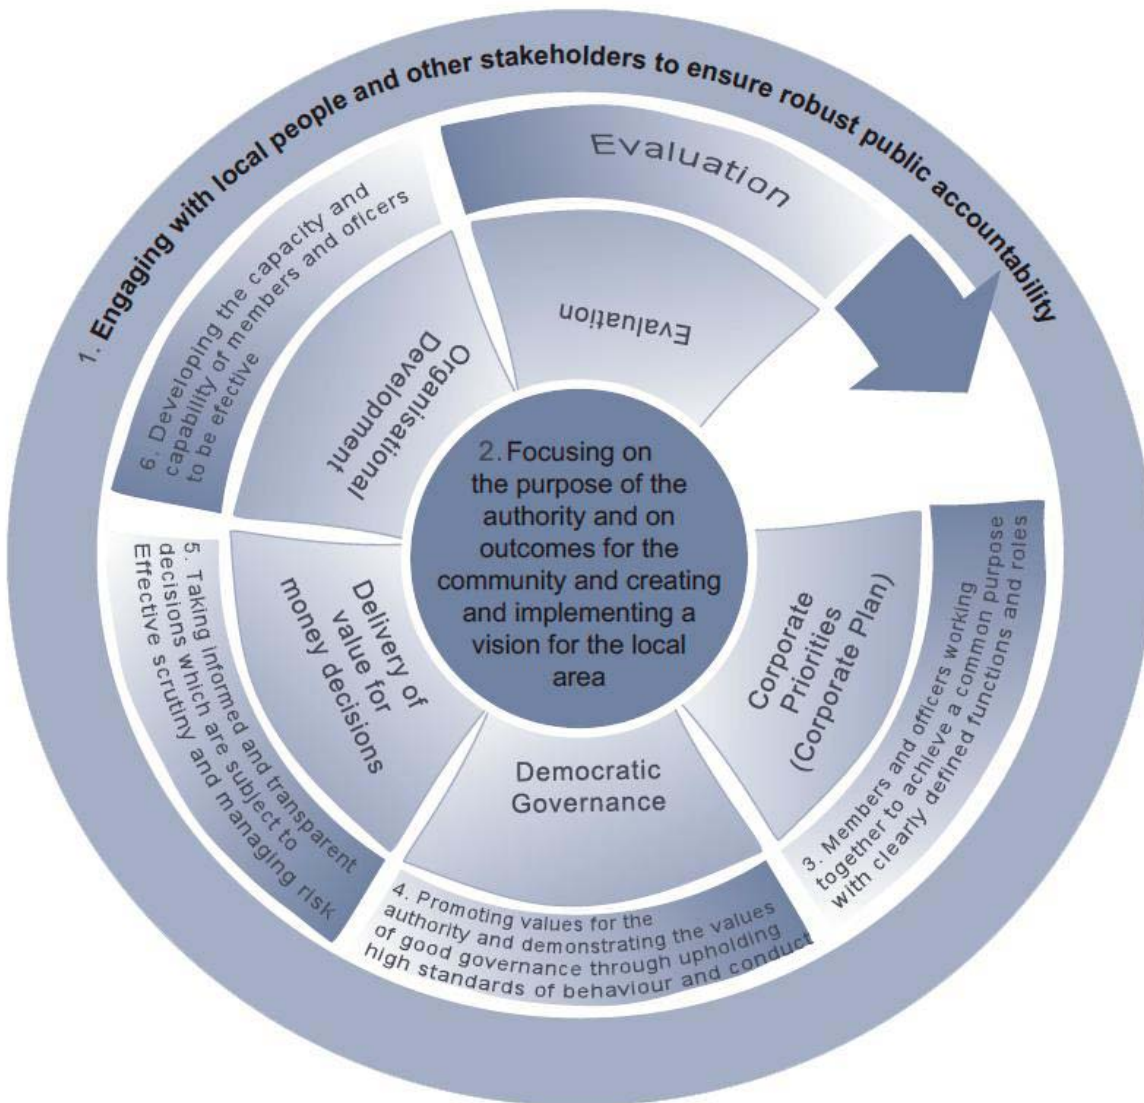 1. Engaging with local people and other stakeholders to ensure robust public accountability
Evaluation
Evaluation
2. Focusing on
the purpose of the
authority and on
outcomes for the
community and creating
and implementing a
vision for the local
area
Corporate
Priorities
(Corporate Plan)
3. Members and officers working
together to achieve a common purpose
with clearly defined functions and roles
Democratic
Governance
4. Promoting values for the
authority and demonstrating the values
of good governance through upholding
high standards of behaviour and conduct
Delivery of
value for
money decisions
5. Taking informed and transparent
decisions which are subject to
Effective scrutiny and managing risk
Organisational
Development
6. Developing the capacity and
capability of members and oficers
to be efective